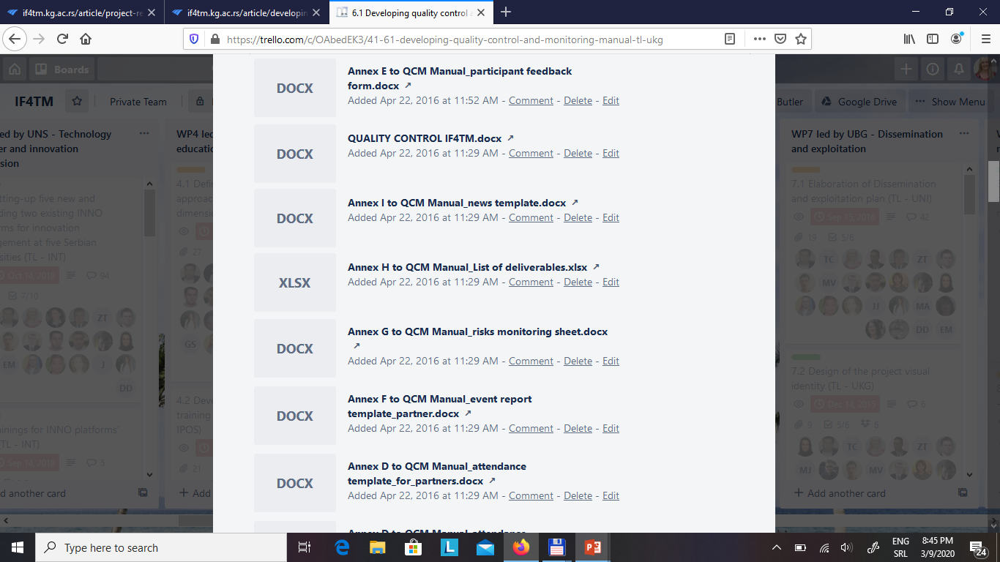 if4tm.kg.ac.rs/article/project-re
if4tm.kg.ac.rs/article/developin
6.1 Developing quality control a
https://trello.com/c/OAbedEK3/41-61-developing-quality-control-and-monitoring-manual-tl-ukg
Boards
IF4TM
Private Team
Butler
Google Drive
Show Menu
ed by UNS - Technology
er and innovation
sion
tting-up five new and
ding two existing INNO
rms for innovation
gement at five Serbian
sities (TL - INT)
Oct 14, 2018
94
7/10
ZT
EM
J
DD
inings for INNO platforms'
(TL - INT)
Sep 14, 2018
5
d another card
WP4 led
educatio
4.1 Defin
approac
dimensio
27
GS
4.2 Deve
training
IPOS)
21
Add
DOCX
Annex E to QCM Manual_participant feedback
form.docx
Added Apr 22, 2016 at 11:52 AM - Comment - Delete - Edit
DOCX
QUALITY CONTROL IF4TM.docx
Added Apr 22, 2016 at 11:29 AM - Comment - Delete - Edit
DOCX
Annex I to QCM Manual_news template.docx
Added Apr 22, 2016 at 11:29 AM - Comment - Delete - Edit
XLSX
Annex H to QCM Manual_List of deliverables.xlsx
Added Apr 22, 2016 at 11:29 AM - Comment - Delete - Edit
DOCX
Annex G to QCM Manual_risks monitoring sheet.docx
Added Apr 22, 2016 at 11:29 AM - Comment - Delete - Edit
DOCX
Annex F to QCM Manual_event report
template_partner.docx
Added Apr 22, 2016 at 11:29 AM - Comment - Delete - Edit
DOCX
Annex D to QCM Manual_attendance
template_for_partners.docx
Added Apr 22, 2016 at 11:29 AM - Comment - Delete - Edit
Annex D to QCM Manual_attendance
WP7 led by UBG - Dissemination
and exploitation
7.1 Elaboration of Dissemination
and exploitation plan (TL - UNI)
Sep 15, 2018
42
19
5/6
TC
ZT
MV
JJ
MA
DD
EM
7.2 Design of the project visual
identity (TL - UKG)
Dec 14, 2015
6
9
5/6
6
TC
ZT
MJ
MV
EM
Add another card
Type here to search
ENG
SRL
8:45 PM
3/9/2020
24